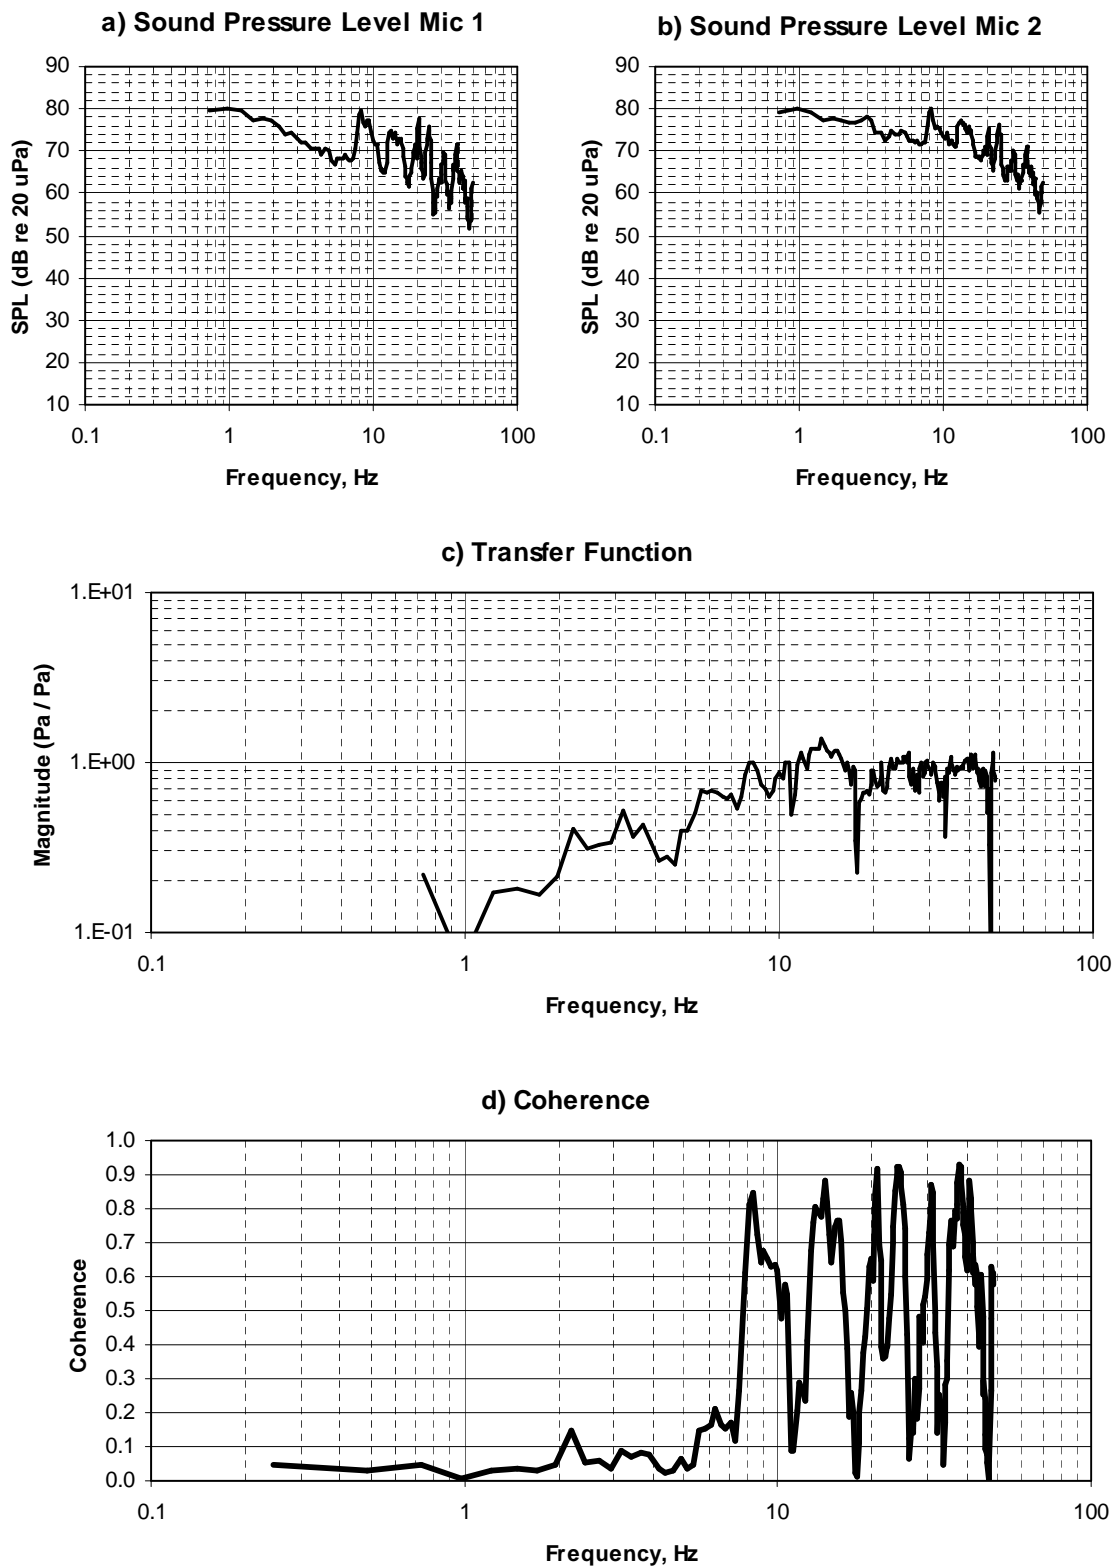 a) Sound Pressure Level Mic 1
90
80
70
60
50
40
30
20
10
SPL (dB re 20 uPa)
0.1 1 10 100
Frequency, Hz
b) Sound Pressure Level Mic 2
90
80
70
60
50
40
30
20
10
SPL (dB re 20 uPa)
0.1 1 10 100
Frequency, Hz
c) Transfer Function
1.E+01
1.E+00
1.E-01
Magnitude (Pa / Pa)
0.1 1 10 100
Frequency, Hz
d) Coherence
1.0
0.9
0.8
0.7
0.6
0.5
0.4
0.3
0.2
0.1
0.0
Coherence
0.1 1 10 100
Frequency, Hz